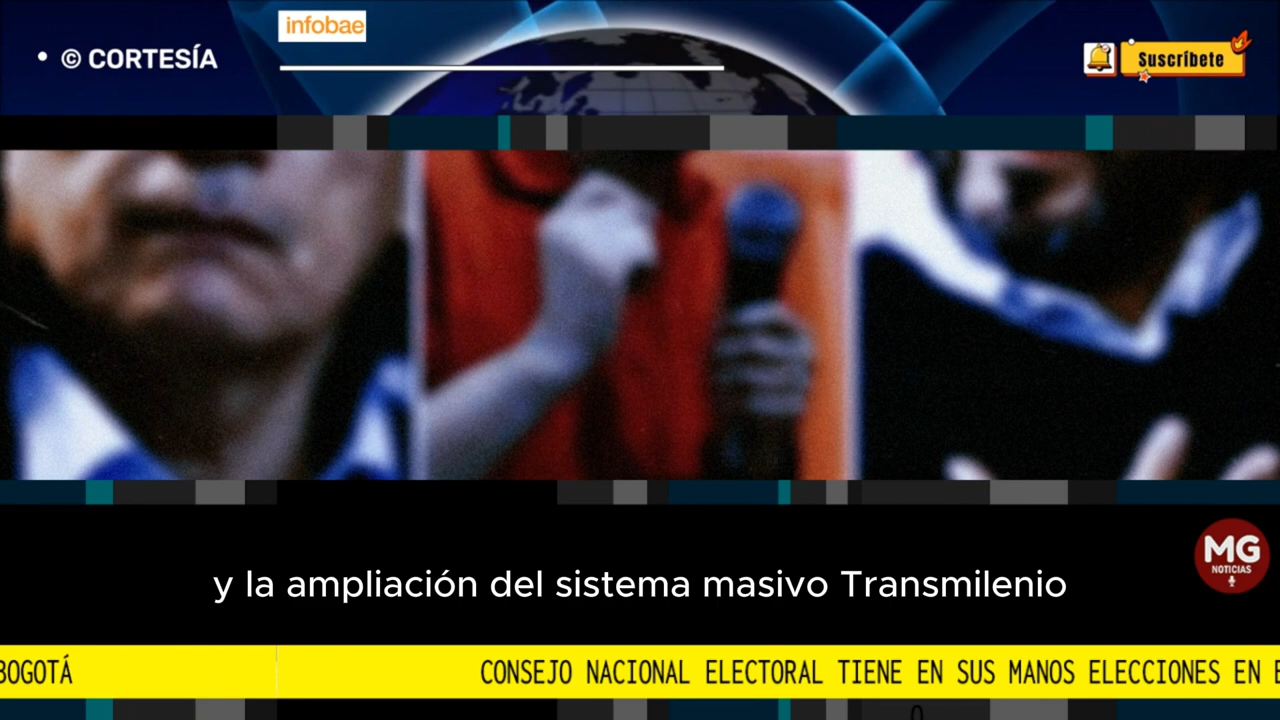 infobae
• © CORTESÍA
Suscríbete
y la ampliación del sistema masivo Transmilenio
MG
NOTICIAS
BOGOTÁ
CONSEJO NACIONAL ELECTORAL TIENE EN SUS MANOS ELECCIONES EN